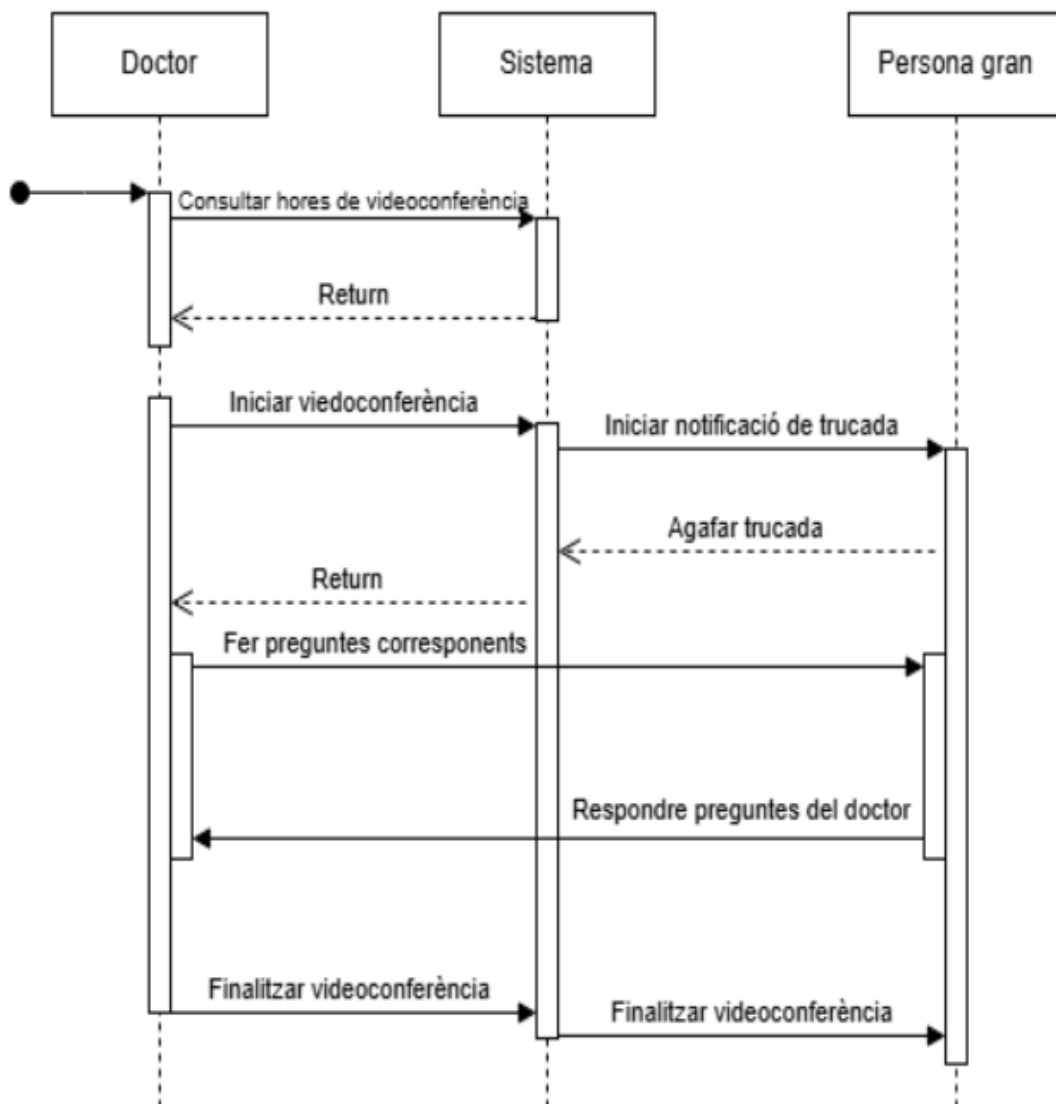 Doctor
Sistema
Persona gran
Consultar hores de videoconferència
Return
Iniciar viedoconferència
Iniciar notificació de trucada
Agafar trucada
Return
Fer preguntes corresponents
Respondre preguntes del doctor
Finalitzar videoconferència
Finalitzar videoconferència